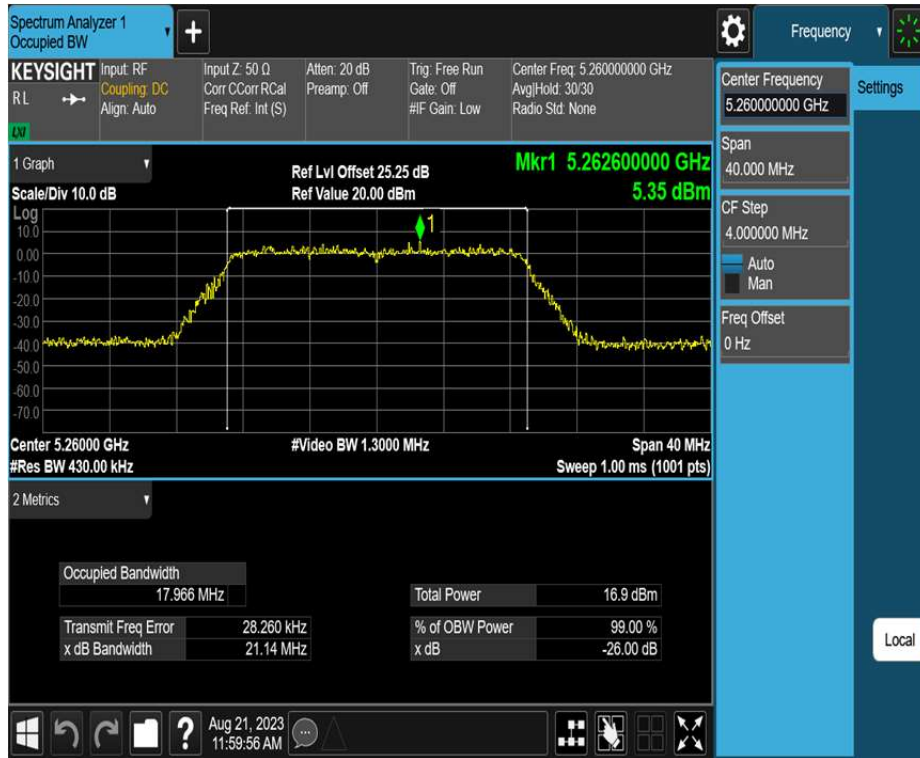 Spectrum Analyzer 1
Occupied BW
+
Frequency
KEYSIGHT
RL
LXI
Input: RF
Coupling: DC
Align: Auto
Input Z: 50 Ω
Corr CCorr RCal
Freq Ref: Int (S)
Atten: 20 dB
Preamp: Off
Trig: Free Run
Gate: Off
#IF Gain: Low
Center Freq: 5.260000000 GHz
Avg|Hold: 30/30
Radio Std: None
Center Frequency
5.260000000 GHz
Settings
Span
40.000 MHz
CF Step
4.000000 MHz
Auto
Man
Freq Offset
0 Hz
1 Graph
Scale/Div 10.0 dB
Ref Lvl Offset 25.25 dB
Ref Value 20.00 dBm
Mkr1 5.262600000 GHz
5.35 dBm
Log
10.0
0.00
-10.0
-20.0
-30.0
-40.0
-50.0
-60.0
-70.0
1
Center 5.26000 GHz
#Video BW 1.3000 MHz
Span 40 MHz
#Res BW 430.00 kHz
Sweep 1.00 ms (1001 pts)
2 Metrics
Occupied Bandwidth
17.966 MHz
Total Power 16.9 dBm
Transmit Freq Error 28.260 kHz
% of OBW Power 99.00 %
x dB Bandwidth 21.14 MHz
x dB -26.00 dB
Local
?
Aug 21, 2023
11:59:56 AM